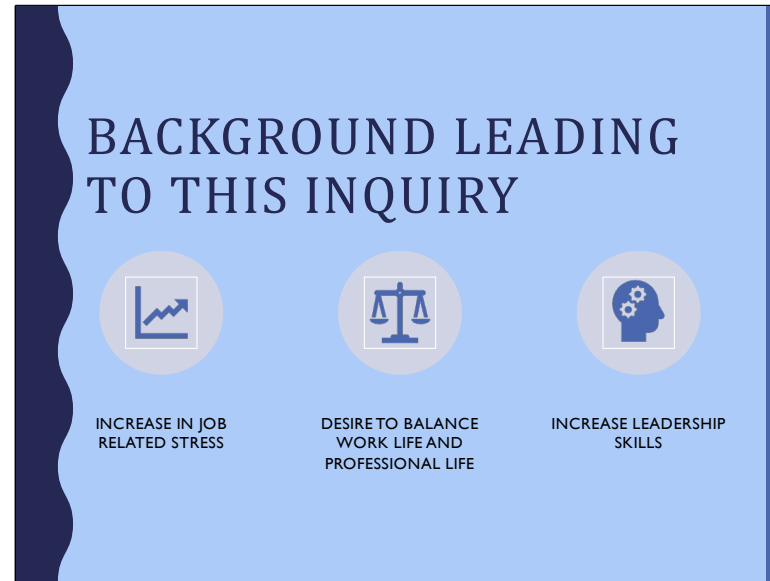 BACKGROUND LEADING
TO THIS INQUIRY
INCREASE IN JOB
RELATED STRESS
DESIRE TO BALANCE
WORK LIFE AND
PROFESSIONAL LIFE
INCREASE LEADERSHIP
SKILLS